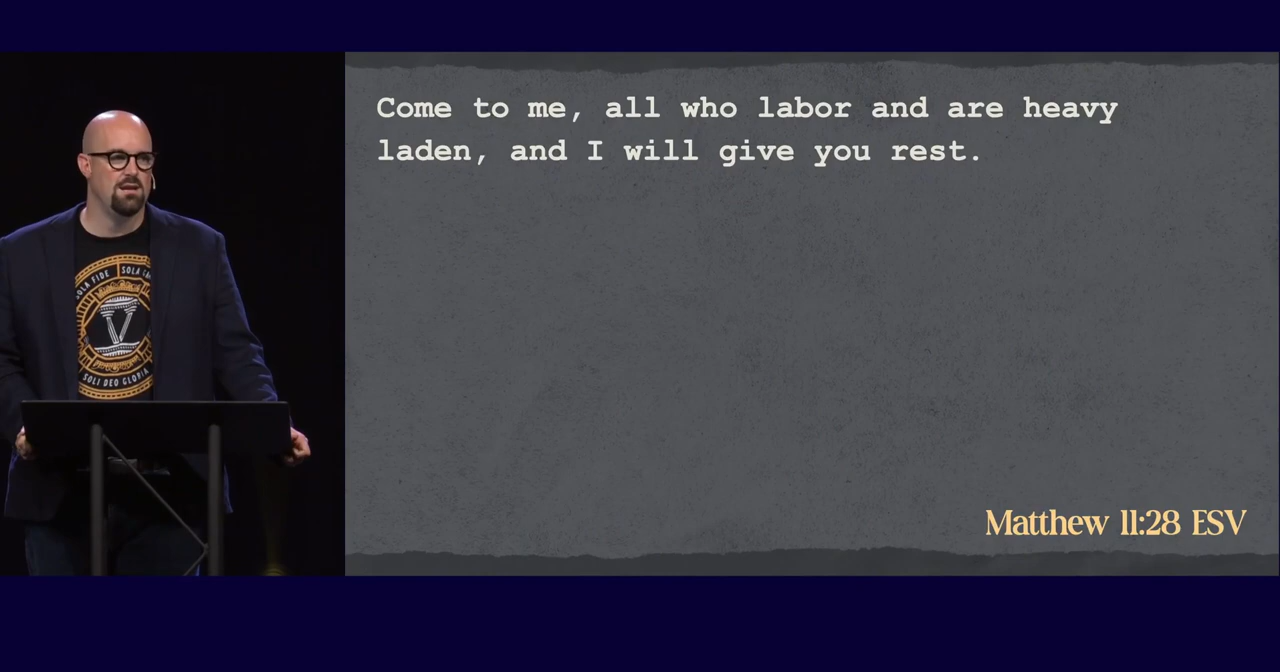 Come to me, all who labor and are heavy
laden, and I will give you rest.
Matthew 11:28 ESV
SOLA FIDE
SOLA
V
SOLI DEO GLORIA